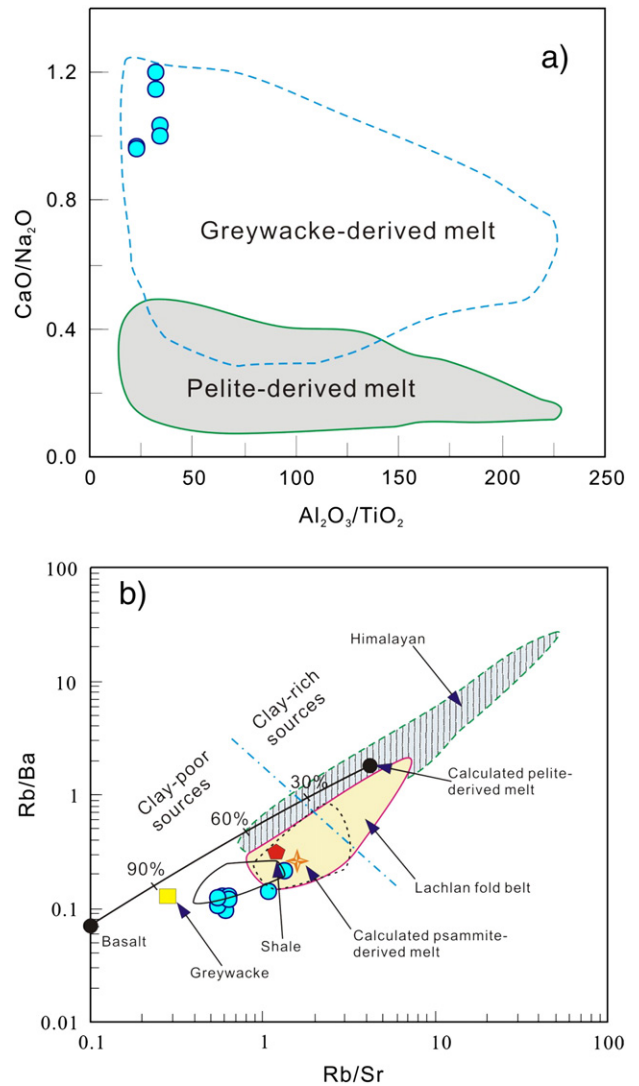 a)
1.2
0.8
0.4
0.0
CaO/Na₂O
Greywacke-derived melt
Pelite-derived melt
0
50
100
150
200
250
Al₂O₃/TiO₂
b)
100
10
1
0.1
0.01
Rb/Ba
Himalayan
Clay-rich
sources
Clay-poor
sources
30%
60%
90%
Calculated pelite-
derived melt
Lachlan fold belt
Calculated psammite-
derived melt
Shale
Greywacke
Basalt
0.1
1
10
100
Rb/Sr